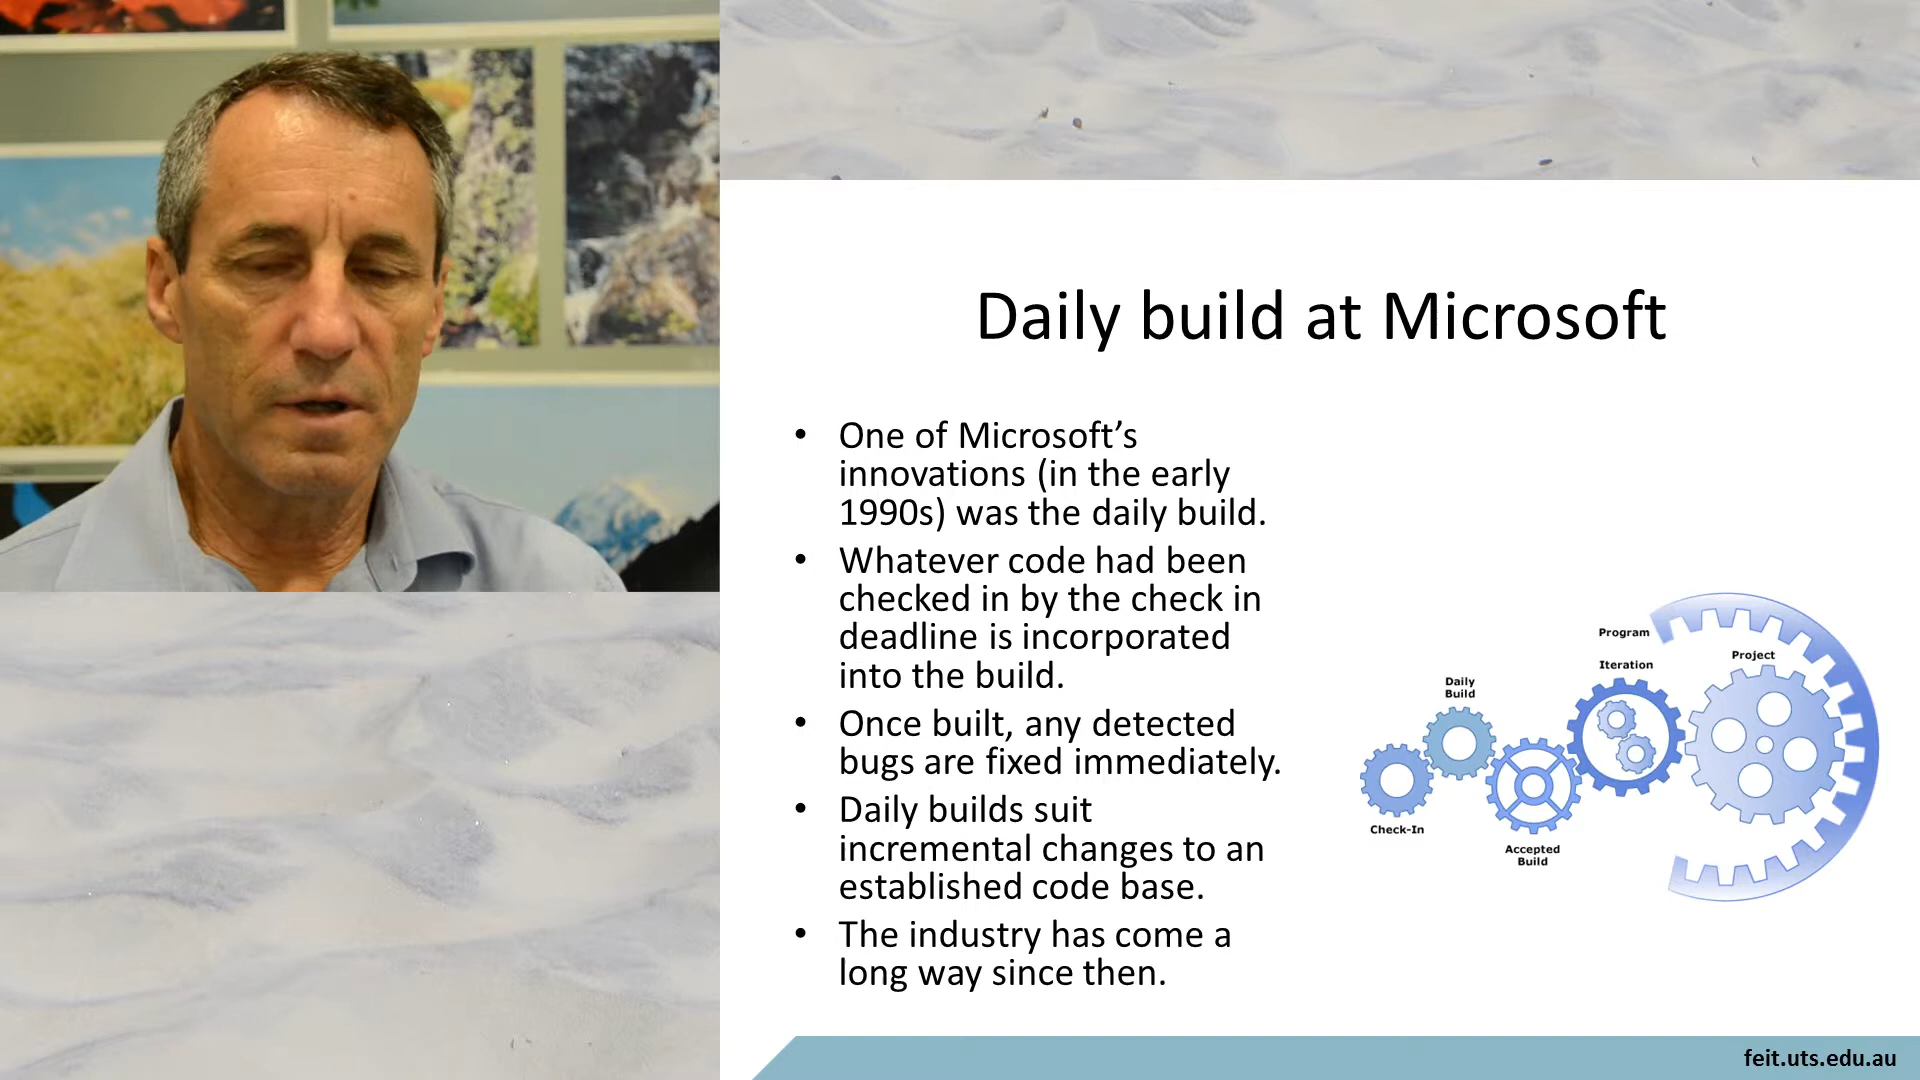 Daily build at Microsoft
• One of Microsoft’s
innovations (in the early
1990s) was the daily build.
• Whatever code had been
checked in by the check in
deadline is incorporated
into the build.
• Once built, any detected
bugs are fixed immediately.
• Daily builds suit
incremental changes to an
established code base.
• The industry has come a
long way since then.
Program
Iteration
Project
Daily
Build
Check-In
Accepted
Build
feit.uts.edu.au